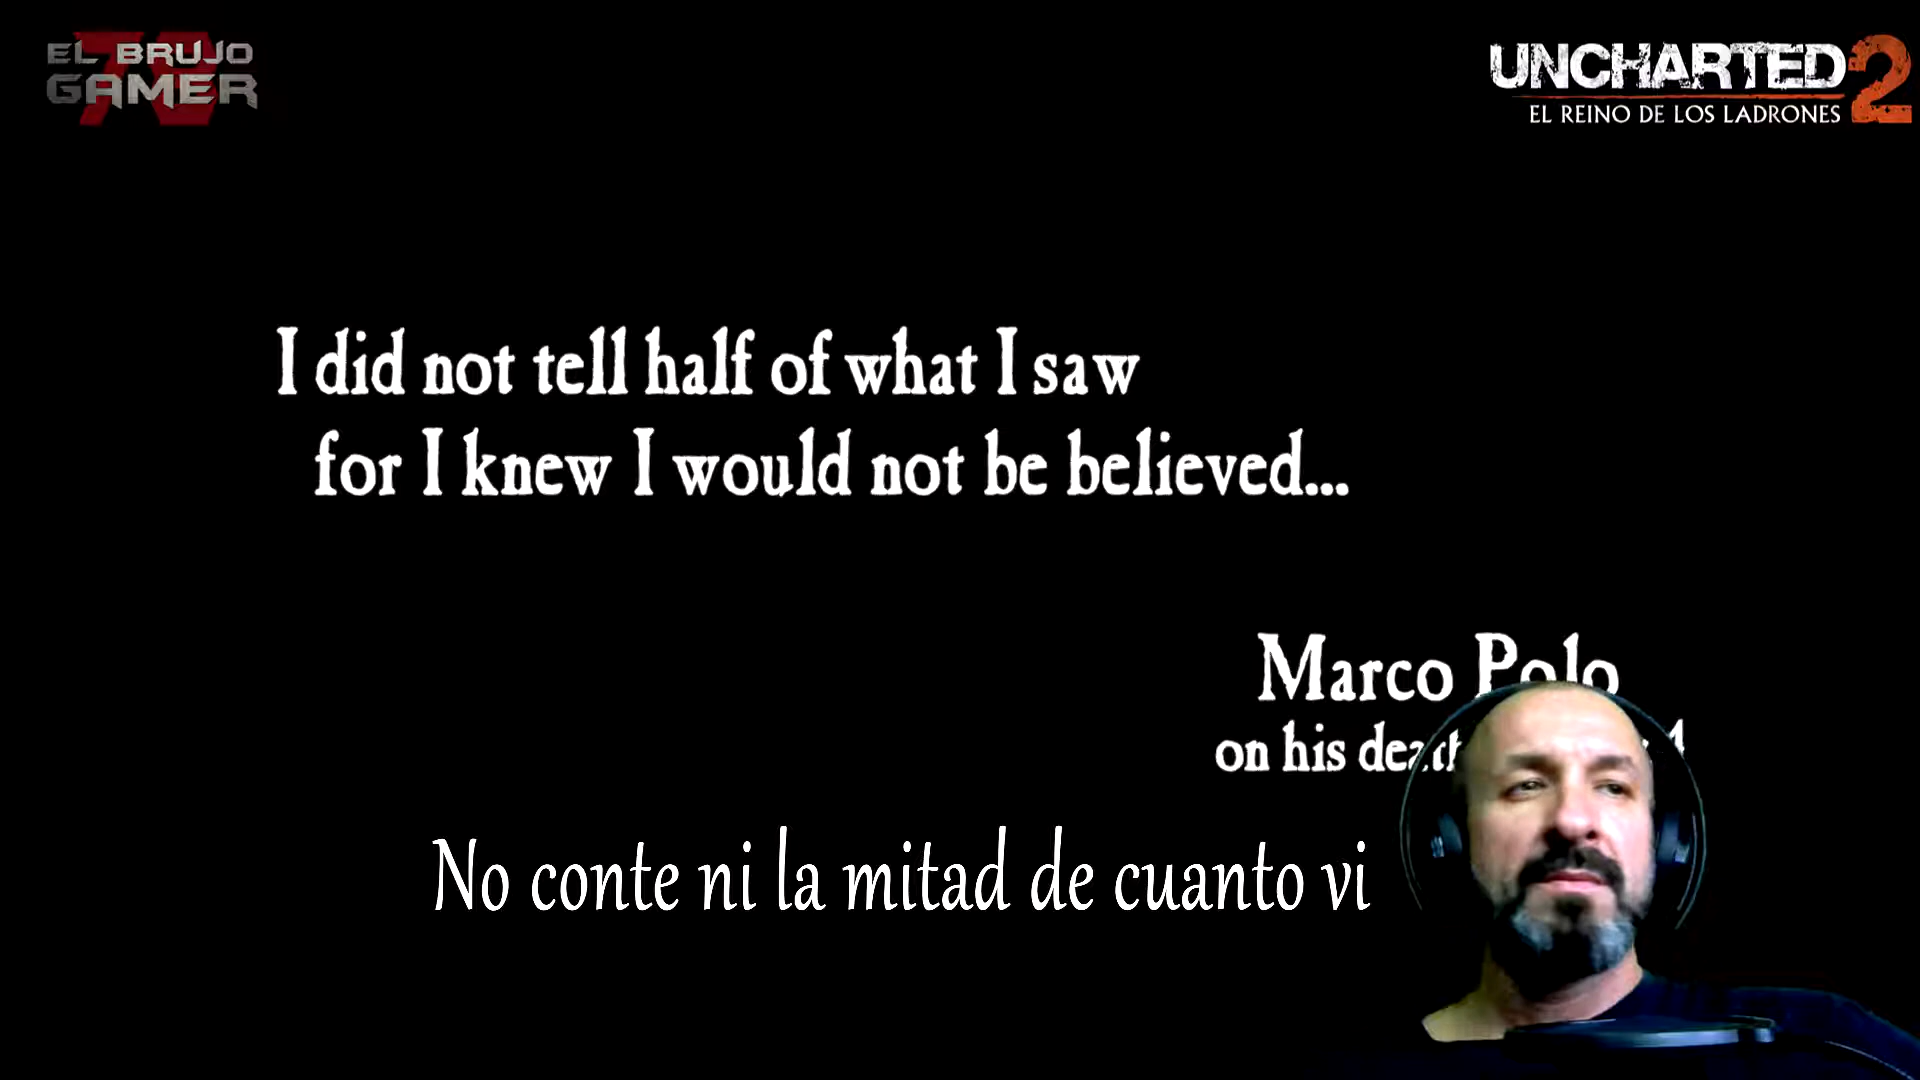 EL BRUJO
GAMER
73
UNCHARTED 2
EL REINO DE LOS LADRONES
I did not tell half of what I saw
for I knew I would not be believed...
Marco Polo
on his
No conte ni la mitad de cuanto vi